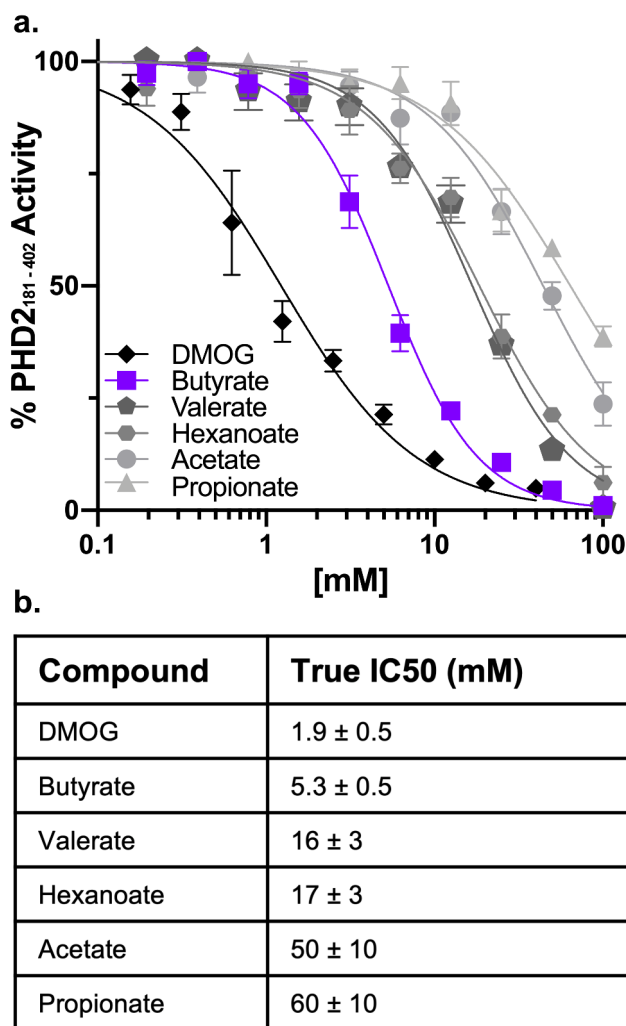 a.
% PHD2₁₈₁ - ₄₀₂ Activity
100
50
0
DMOG
Butyrate
Valerate
Hexanoate
Acetate
Propionate
0.1 1 10 100
[mM]
b.
Compound True IC50 (mM)
DMOG 1.9 ± 0.5
Butyrate 5.3 ± 0.5
Valerate 16 ± 3
Hexanoate 17 ± 3
Acetate 50 ± 10
Propionate 60 ± 10